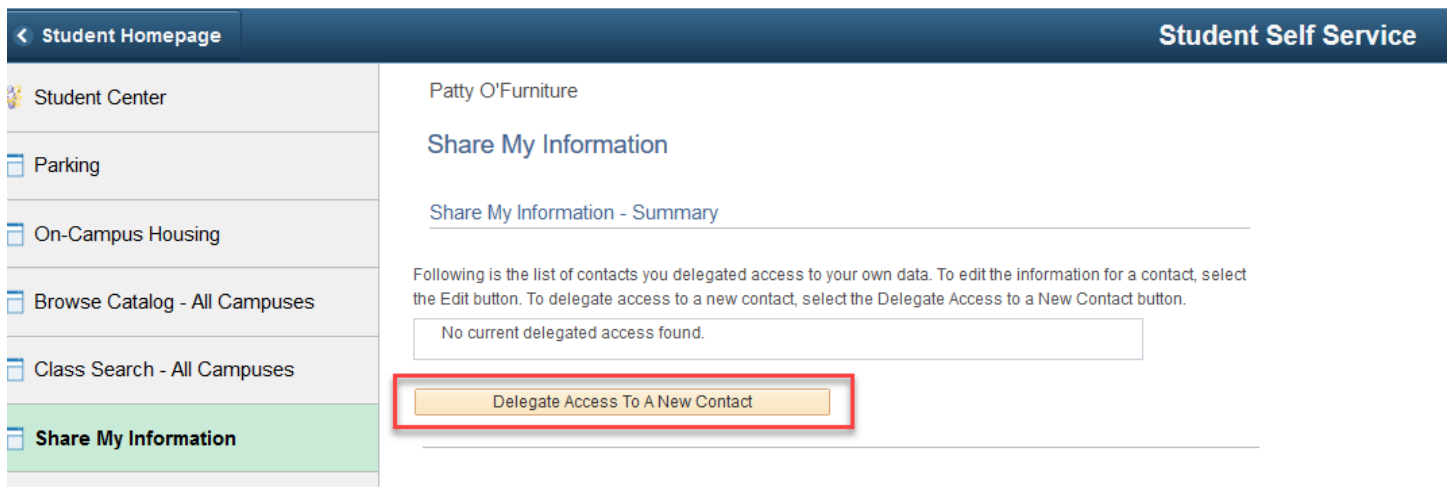 Student Homepage
Student Self Service
Student Center
Parking
On-Campus Housing
Browse Catalog - All Campuses
Class Search - All Campuses
Share My Information
Patty O'Furniture
Share My Information
Share My Information - Summary
Following is the list of contacts you delegated access to your own data. To edit the information for a contact, select
the Edit button. To delegate access to a new contact, select the Delegate Access to a New Contact button.
No current delegated access found.
Delegate Access To A New Contact